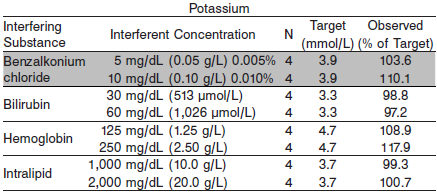 Potassium
Interfering Substance Interferent Concentration N Target (mmol/L) Observed (% of Target)
Benzalkonium chloride 5 mg/dL (0.05 g/L) 0.005% 4 3.9 103.6
10 mg/dL (0.10 g/L) 0.010% 4 3.9 110.1
Bilirubin 30 mg/dL (513 µmol/L) 4 3.3 98.8
60 mg/dL (1,026 µmol/L) 4 3.3 97.2
Hemoglobin 125 mg/dL (1.25 g/L) 4 4.7 108.9
250 mg/dL (2.50 g/L) 4 4.7 117.9
Intralipid 1,000 mg/dL (10.0 g/L) 4 3.7 99.3
2,000 mg/dL (20.0 g/L) 4 3.7 100.7